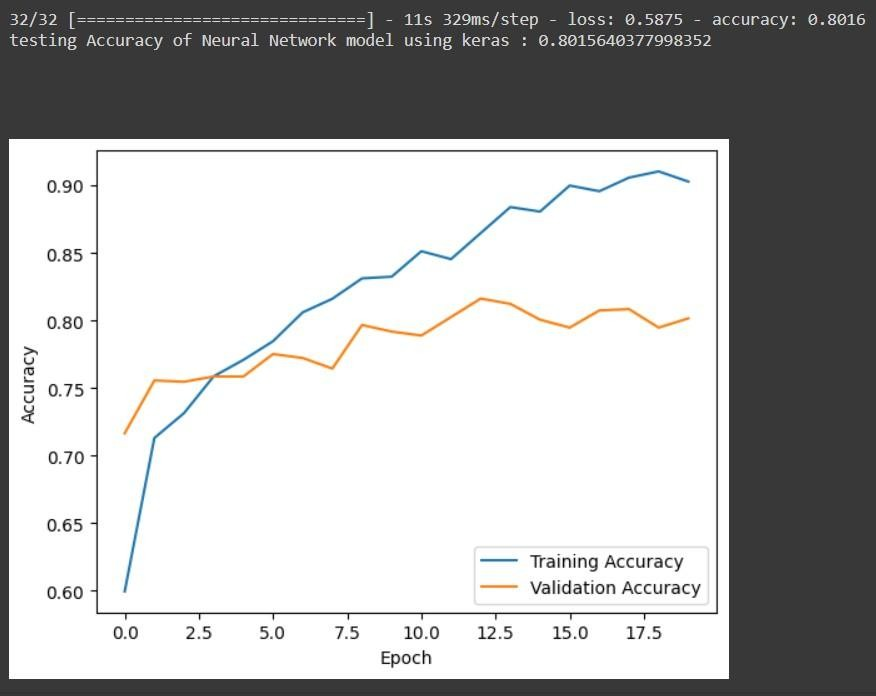 32/32 [==============================] - 11s 329ms/step - loss: 0.5875 - accuracy: 0.8016
testing Accuracy of Neural Network model using keras : 0.8015640377998352
0.90
0.85
0.80
0.75
0.70
0.65
0.60
Accuracy
Training Accuracy
Validation Accuracy
0.0 2.5 5.0 7.5 10.0 12.5 15.0 17.5
Epoch